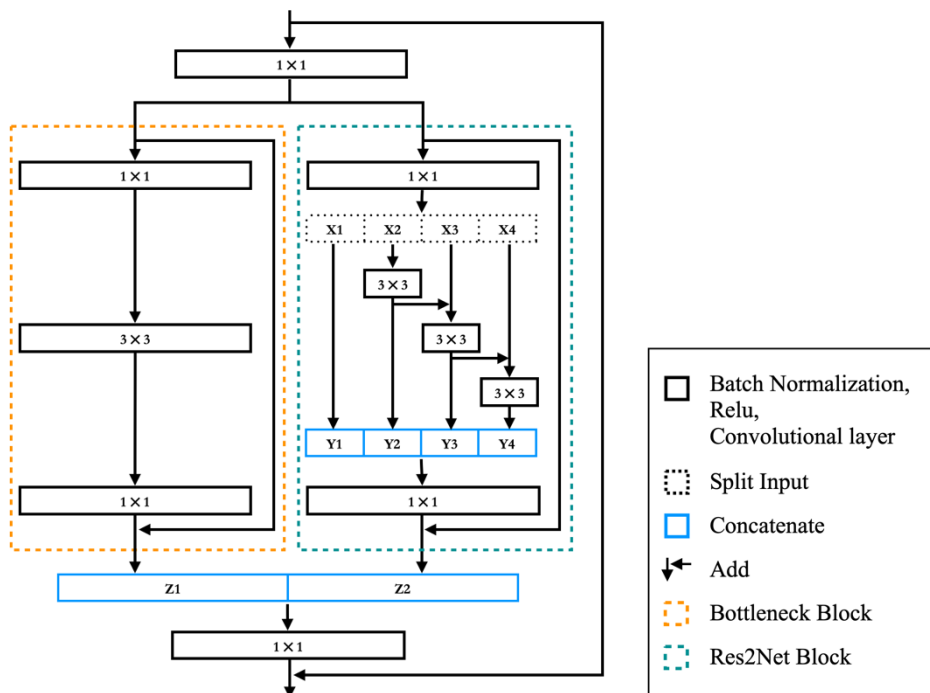 1 × 1
1 × 1
1 × 1
X1 X2 X3 X4
3 × 3
3 × 3
3 × 3
3 × 3
Y1 Y2 Y3 Y4
1 × 1
1 × 1
Z1 Z2
1 × 1
Batch Normalization,
Relu,
Convolutional layer
Split Input
Concatenate
Add
Bottleneck Block
Res2Net Block